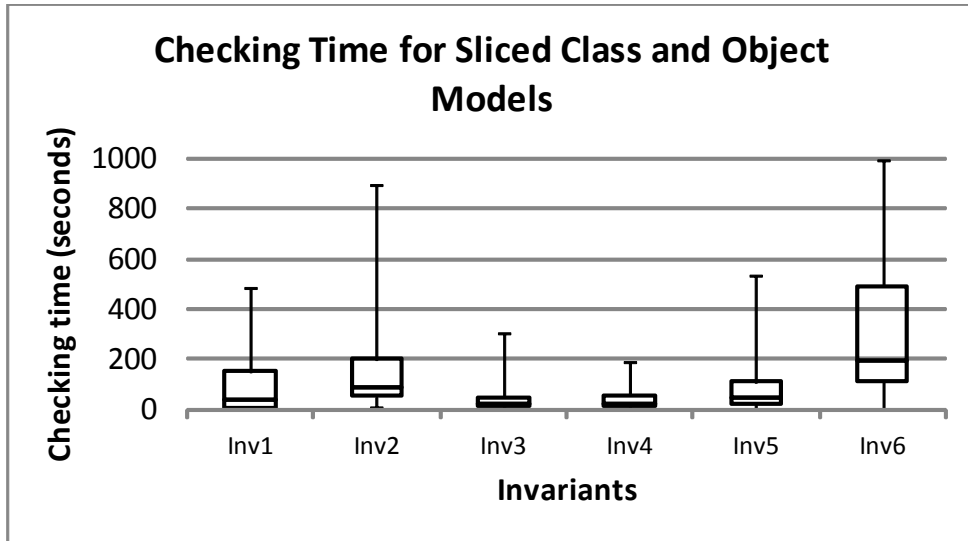 Checking Time for Sliced Class and Object
Models
Checking time (seconds)
1000
800
600
400
200
0
Inv1 Inv2 Inv3 Inv4 Inv5 Inv6
Invariants